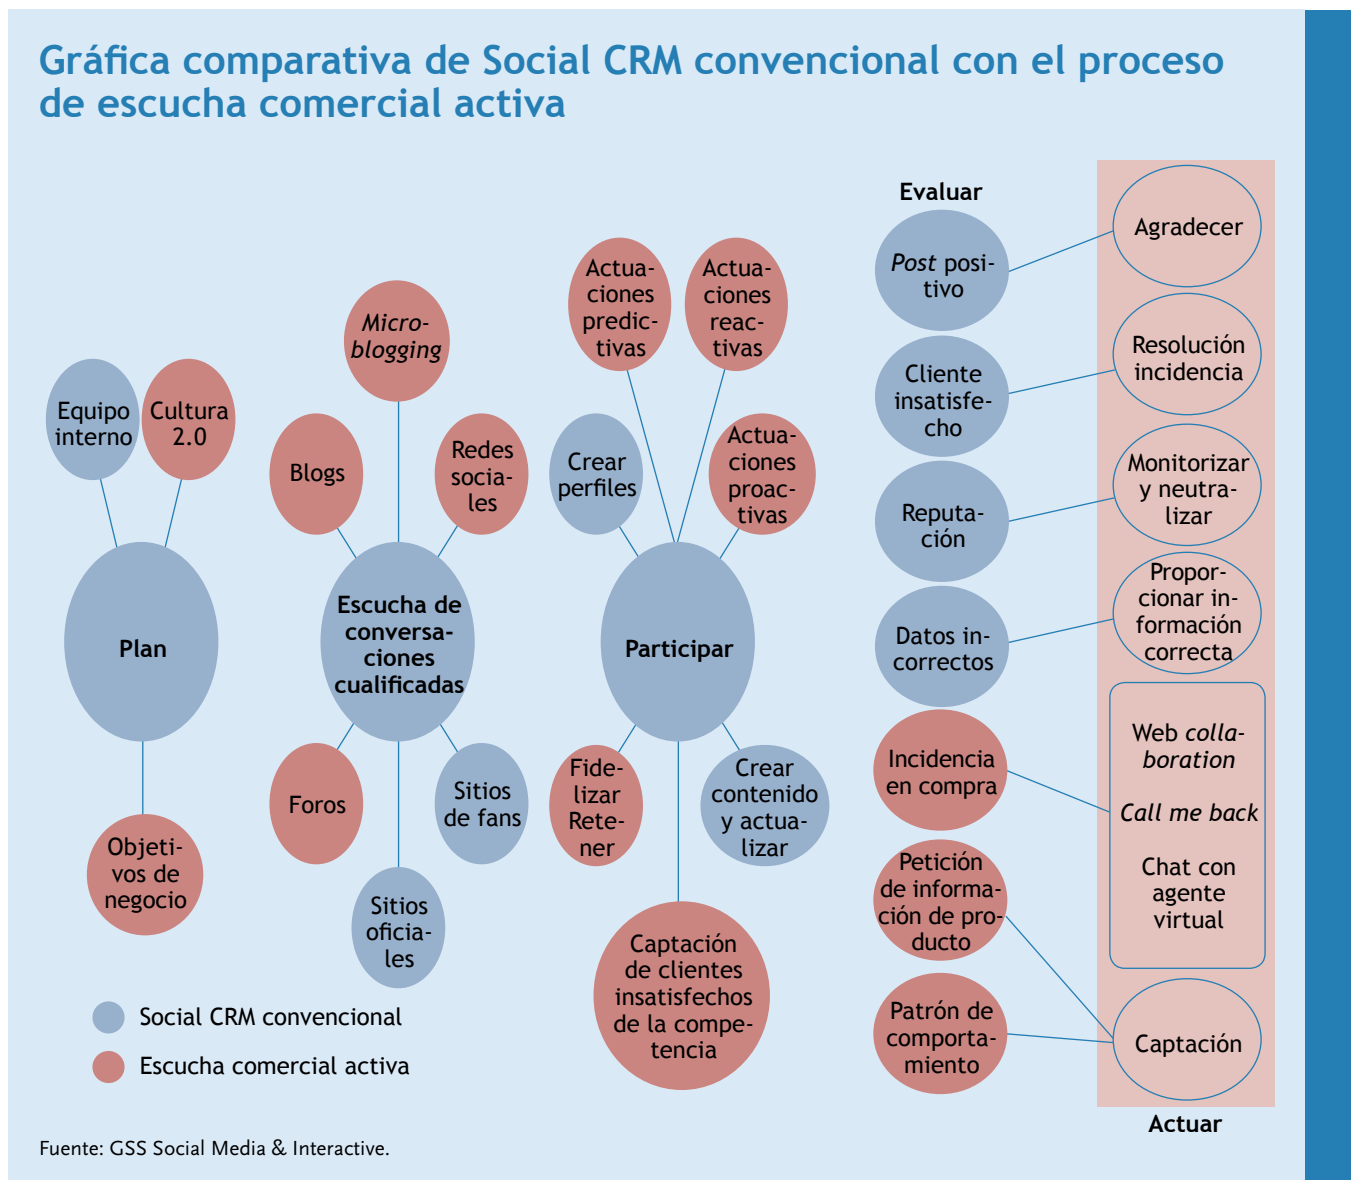 Gráfica comparativa de Social CRM convencional con el proceso
de escucha comercial activa
Equipo
interno
Cultura
2.0
Plan
Objeti-
vos de
negocio
Micro-
blogging
Blogs
Redes
socia-
les
Escucha de
conversa-
ciones
cualificadas
Foros
Sitios
de fans
Sitios
oficia-
les
Actua-
ciones
predic-
tivas
Actua-
ciones
reac-
tivas
Crear
perfiles
Actua-
ciones
proac-
tivas
Participar
Fide-
lizar
Rete-
ner
Crear
contenido
y actua-
lizar
Captación
de clientes
insatisfechos
de la compe-
tencia
Evaluar
Post posi-
tivo
Cliente
insatisfe-
cho
Reputa-
ción
Datos in-
correctos
Incidencia
en compra
Petición
de informa-
ción de pro-
ducto
Patrón de
comporta-
miento
Agradecer
Resolución
incidencia
Monitorizar
y neutra-
lizar
Propor-
cionar in-
formación
correcta
Web colla-
boration
Call me back
Chat con
agente
virtual
Captación
Actuar
Social CRM convencional
Escucha comercial activa
Fuente: GSS Social Media & Interactive.